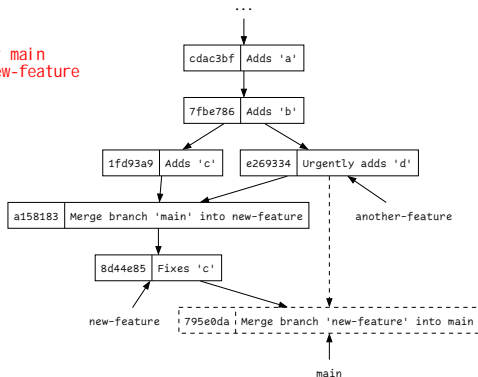 ...
main
new-feature
cdac3bf Adds 'a'
7fbe786 Adds 'b'
1fd93a9 Adds 'c'
e269334 Urgently adds 'd'
a158183 Merge branch 'main' into new-feature
another-feature
8d44e85 Fixes 'c'
new-feature
795e0da Merge branch 'new-feature' into main
main